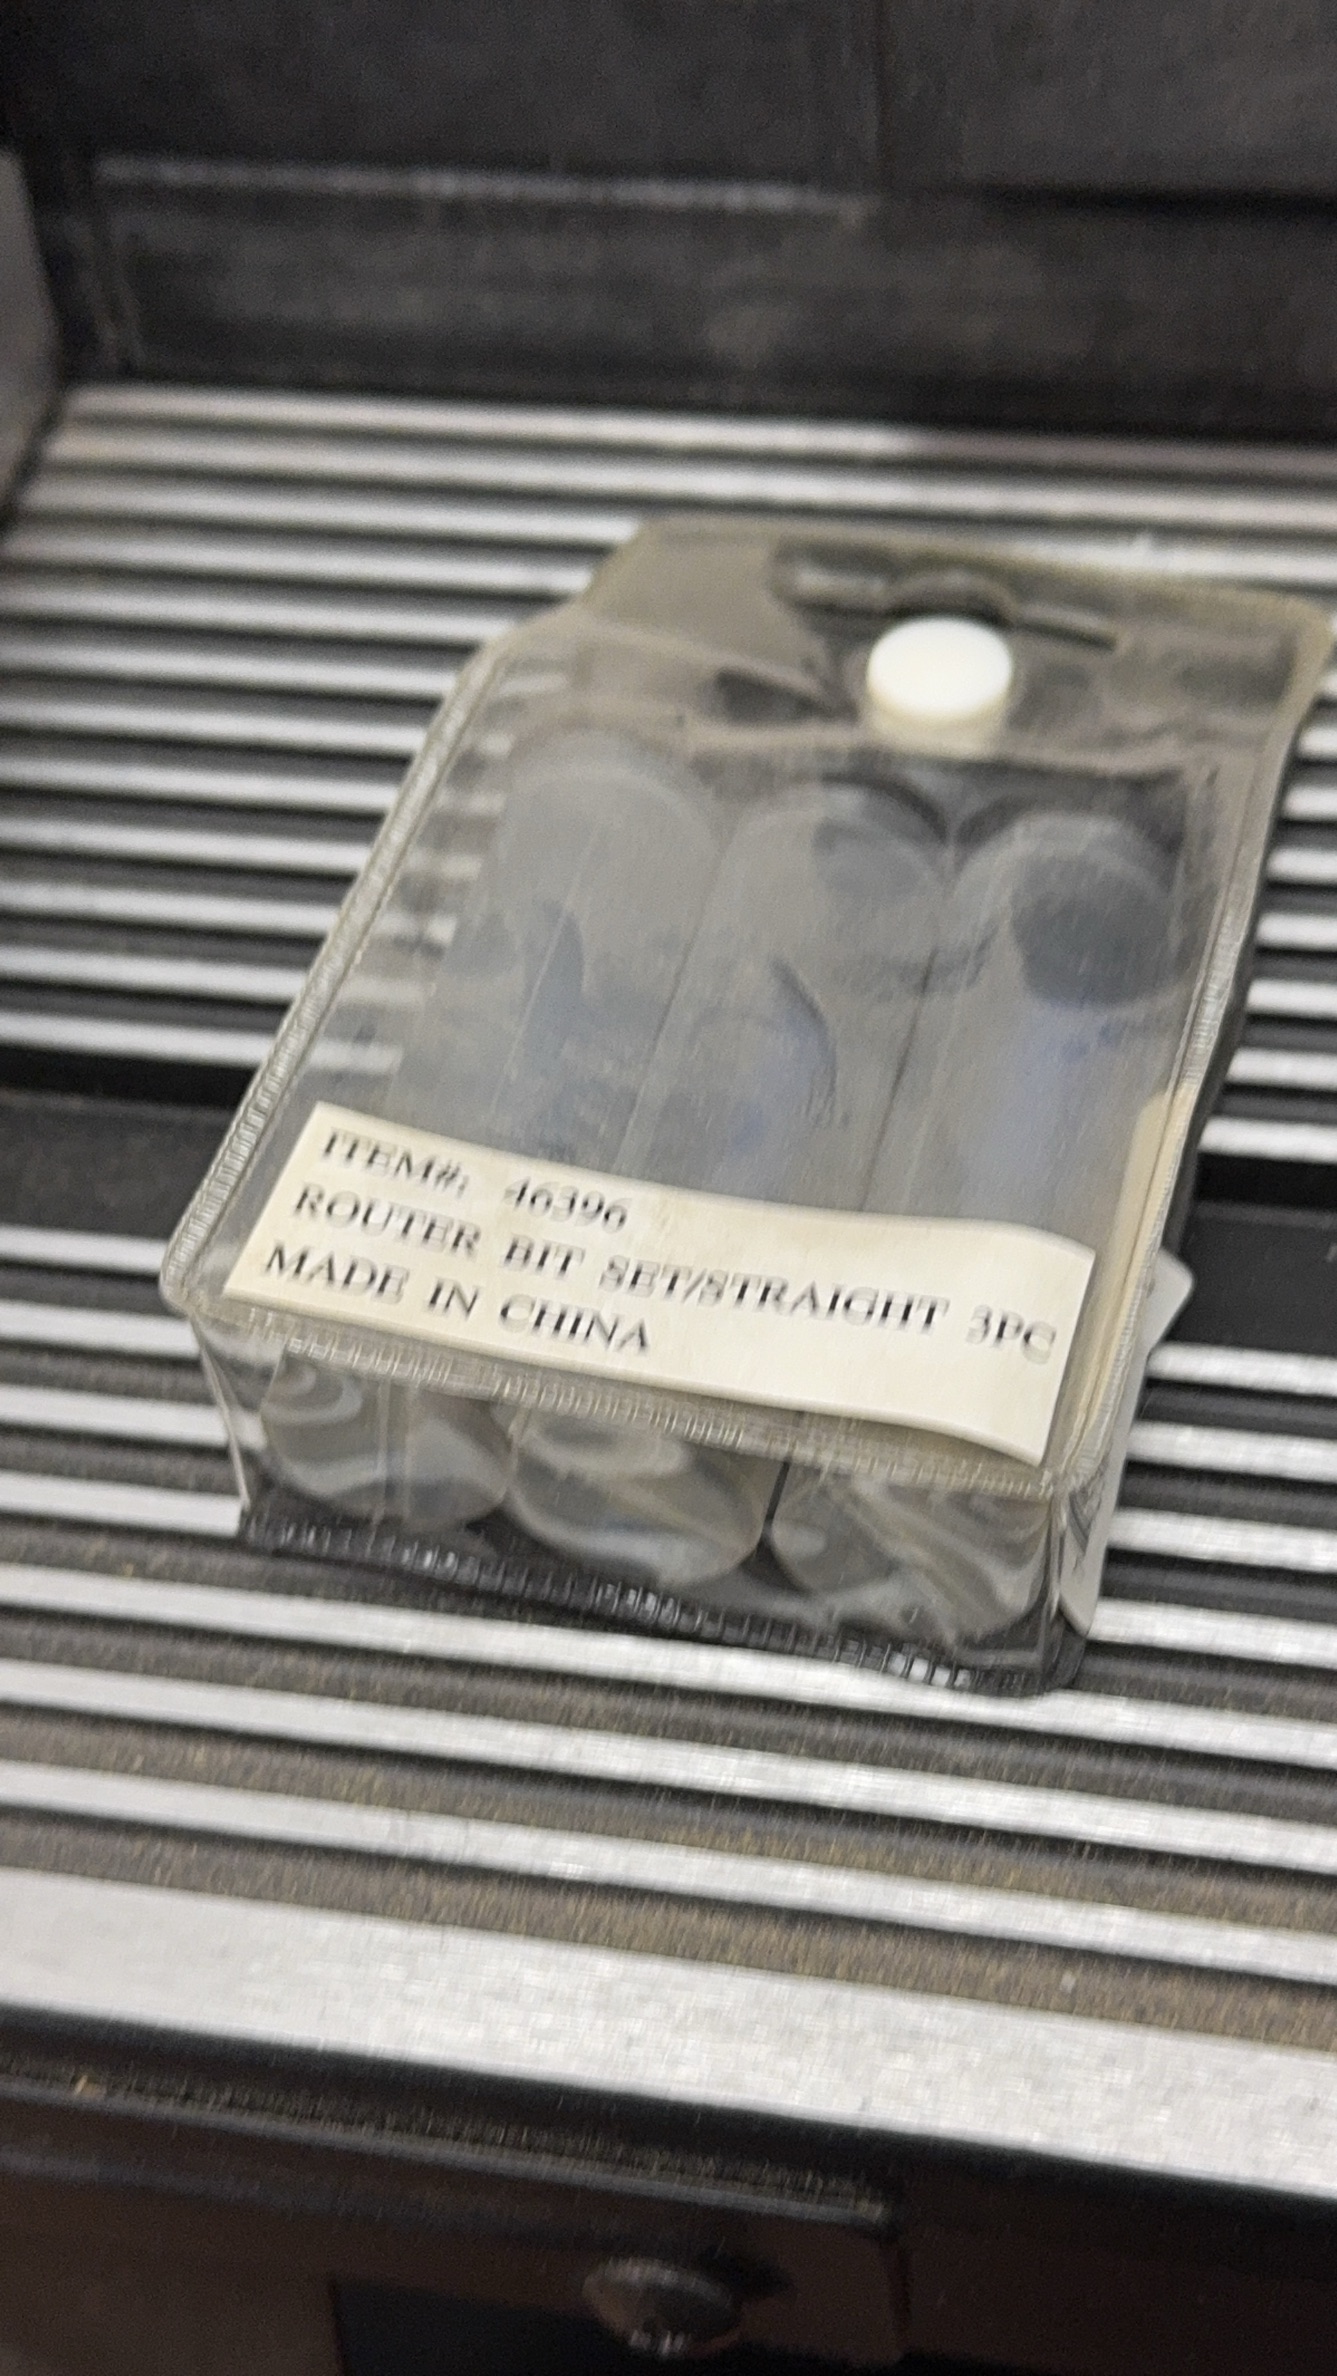 ITEM#: 46396
ROUTER BIT SET/STRAIGHT 3PC
MADE IN CHINA